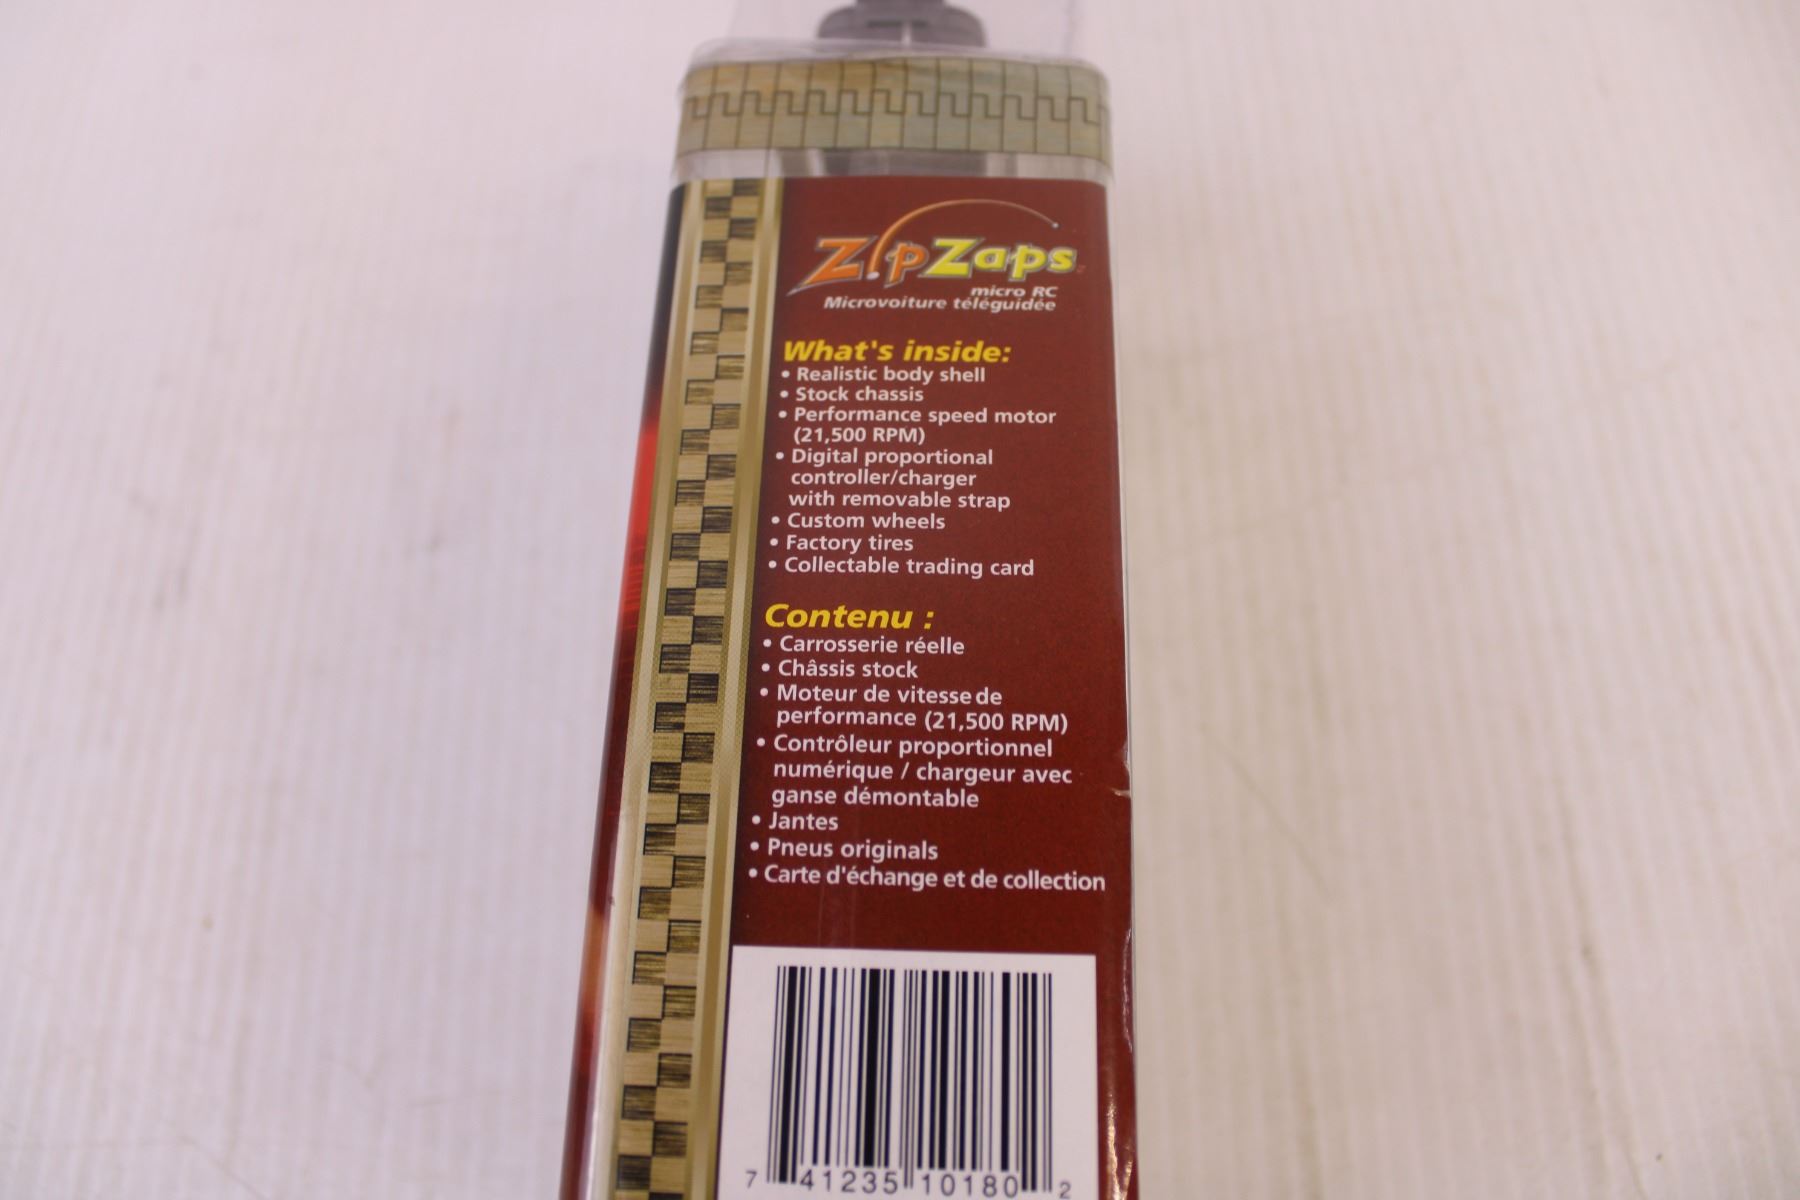 ZipZaps
micro RC
Microvoiture téléguidée
What's inside:
• Realistic body shell
• Stock chassis
• Performance speed motor
(21,500 RPM)
• Digital proportional
controller/charger
with removable strap
• Custom wheels
• Factory tires
• Collectable trading card
Contenu :
• Carrosserie réelle
• Châssis stock
• Moteur de vitesse de
performance (21,500 RPM)
• Contrôleur proportionnel
numérique / chargeur avec
ganse démontable
• Jantes
• Pneus originals
• Carte d'échange et de collection
7 41235 10180 2